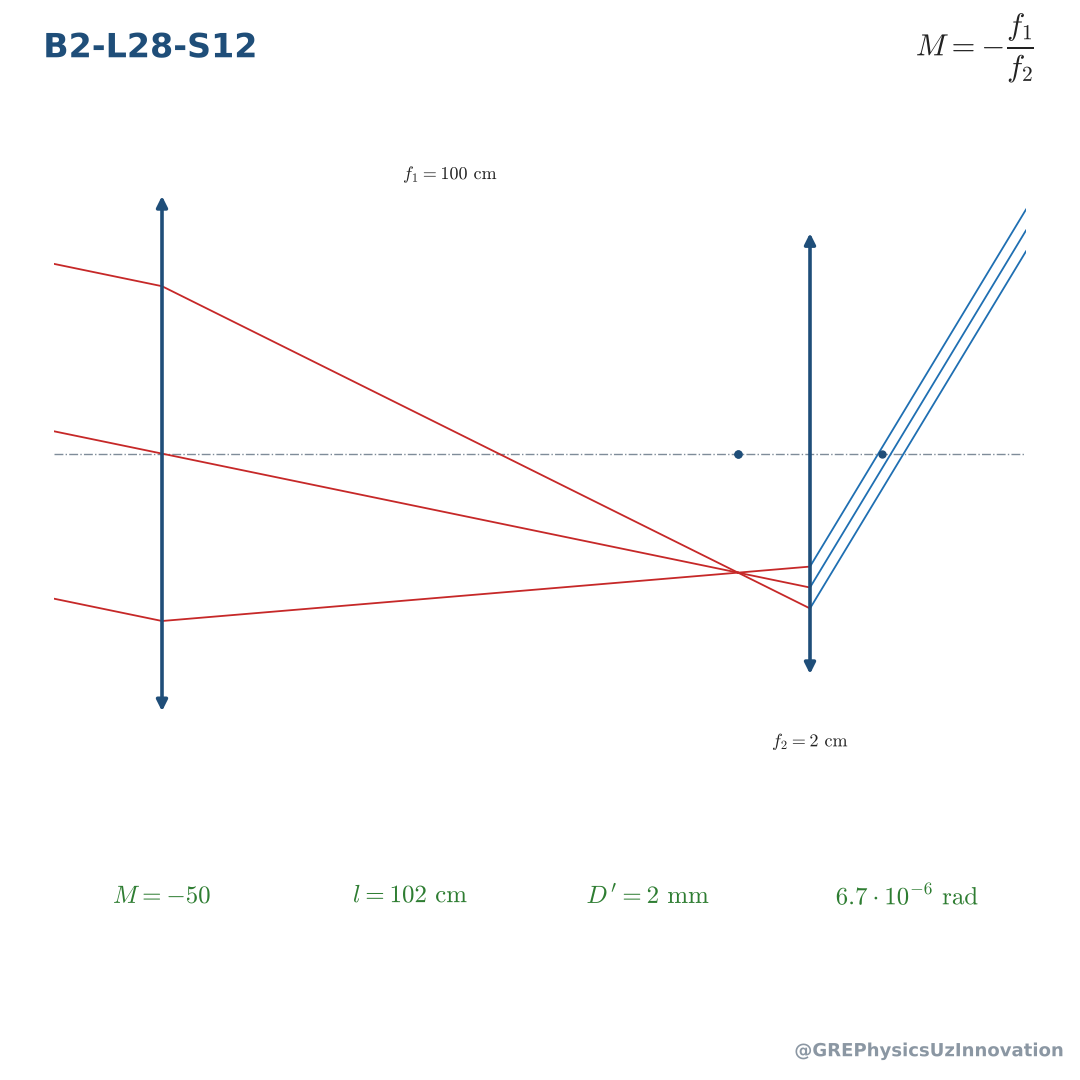 B2-L28-S12
M = −f₁/f₂
f₁ = 100 cm
f₂ = 2 cm
M = −50
l = 102 cm
D′ = 2 mm
6.7 · 10⁻⁶ rad
@GREPhysicsUzInnovation